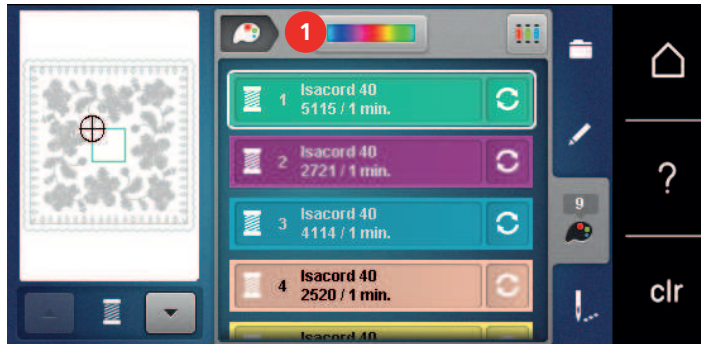 1
1 Isacord 40
5115 / 1 min.
2 Isacord 40
2721 / 1 min.
3 Isacord 40
4114 / 1 min.
4 Isacord 40
2520 / 1 min.
Isacord 40
9
?
clr